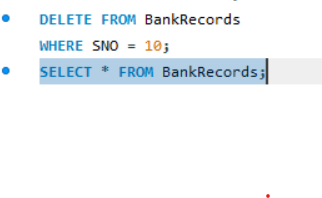 DELETE FROM BankRecords
WHERE SNO = 10;
SELECT * FROM BankRecords;